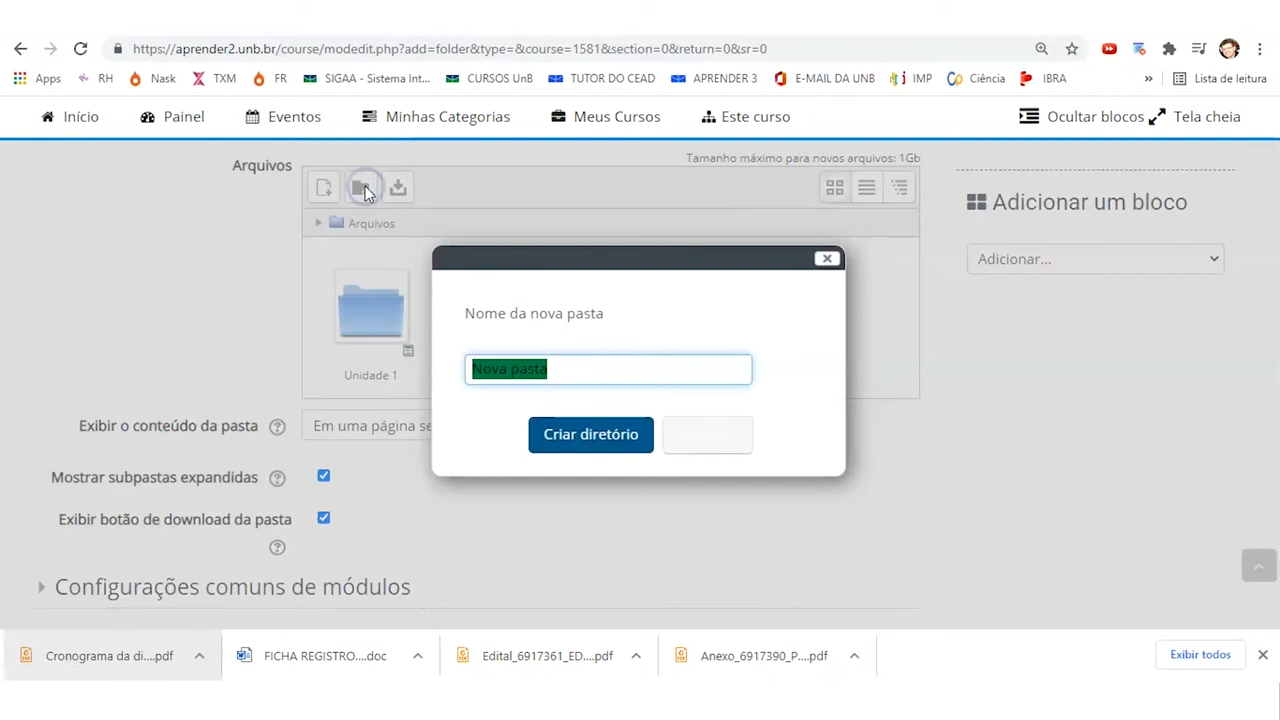 https://aprender2.unb.br/course/modedit.php?add=folder&type=&course=1581&section=0&return=0&sr=0
Apps RH Nask TXM FR SIGAA - Sistema Int... CURSOS UnB TUTOR DO CEAD APRENDER 3 E-MAIL DA UNB IMP Ciência IBRA » Lista de leitura
Início Painel Eventos Minhas Categorias Meus Cursos Este curso Ocultar blocos Tela cheia
Tamanho máximo para novos arquivos: 1Gb
Arquivos
Adicionar um bloco
Arquivos
Adicionar...
Nome da nova pasta
Nova pasta
Unidade 1
Exibir o conteúdo da pasta
Em uma página se
Criar diretório
Mostrar subpastas expandidas
Exibir botão de download da pasta
Configurações comuns de módulos
Cronograma da di....pdf FICHA REGISTRO....doc Edital_6917361_ED....pdf Anexo_6917390_P....pdf Exibir todos